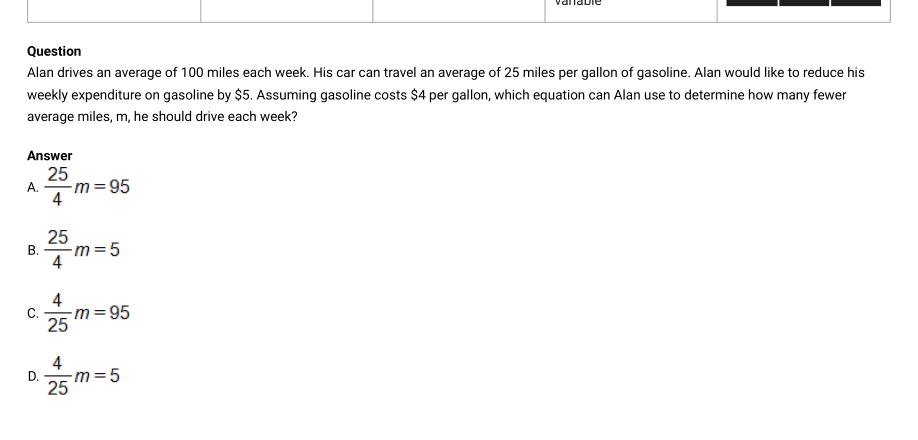 variable
Question
Alan drives an average of 100 miles each week. His car can travel an average of 25 miles per gallon of gasoline. Alan would like to reduce his
weekly expenditure on gasoline by $5. Assuming gasoline costs $4 per gallon, which equation can Alan use to determine how many fewer
average miles, m, he should drive each week?
Answer
A. 25/4 m = 95
B. 25/4 m = 5
C. 4/25 m = 95
D. 4/25 m = 5